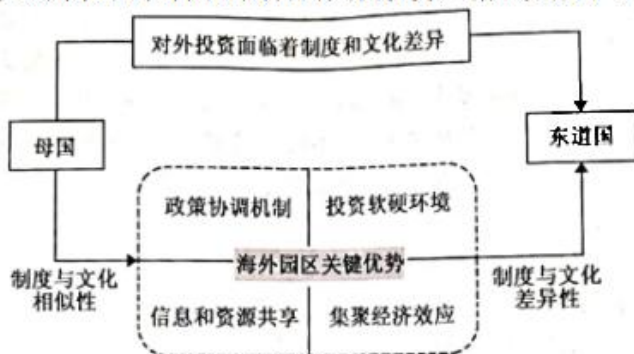 对外投资面临着制度和文化差异
母国
东道国
政策协调机制
投资软硬环境
海外园区关键优势
制度与文化
相似性
制度与文化
差异性
信息和资源共享
集聚经济效应